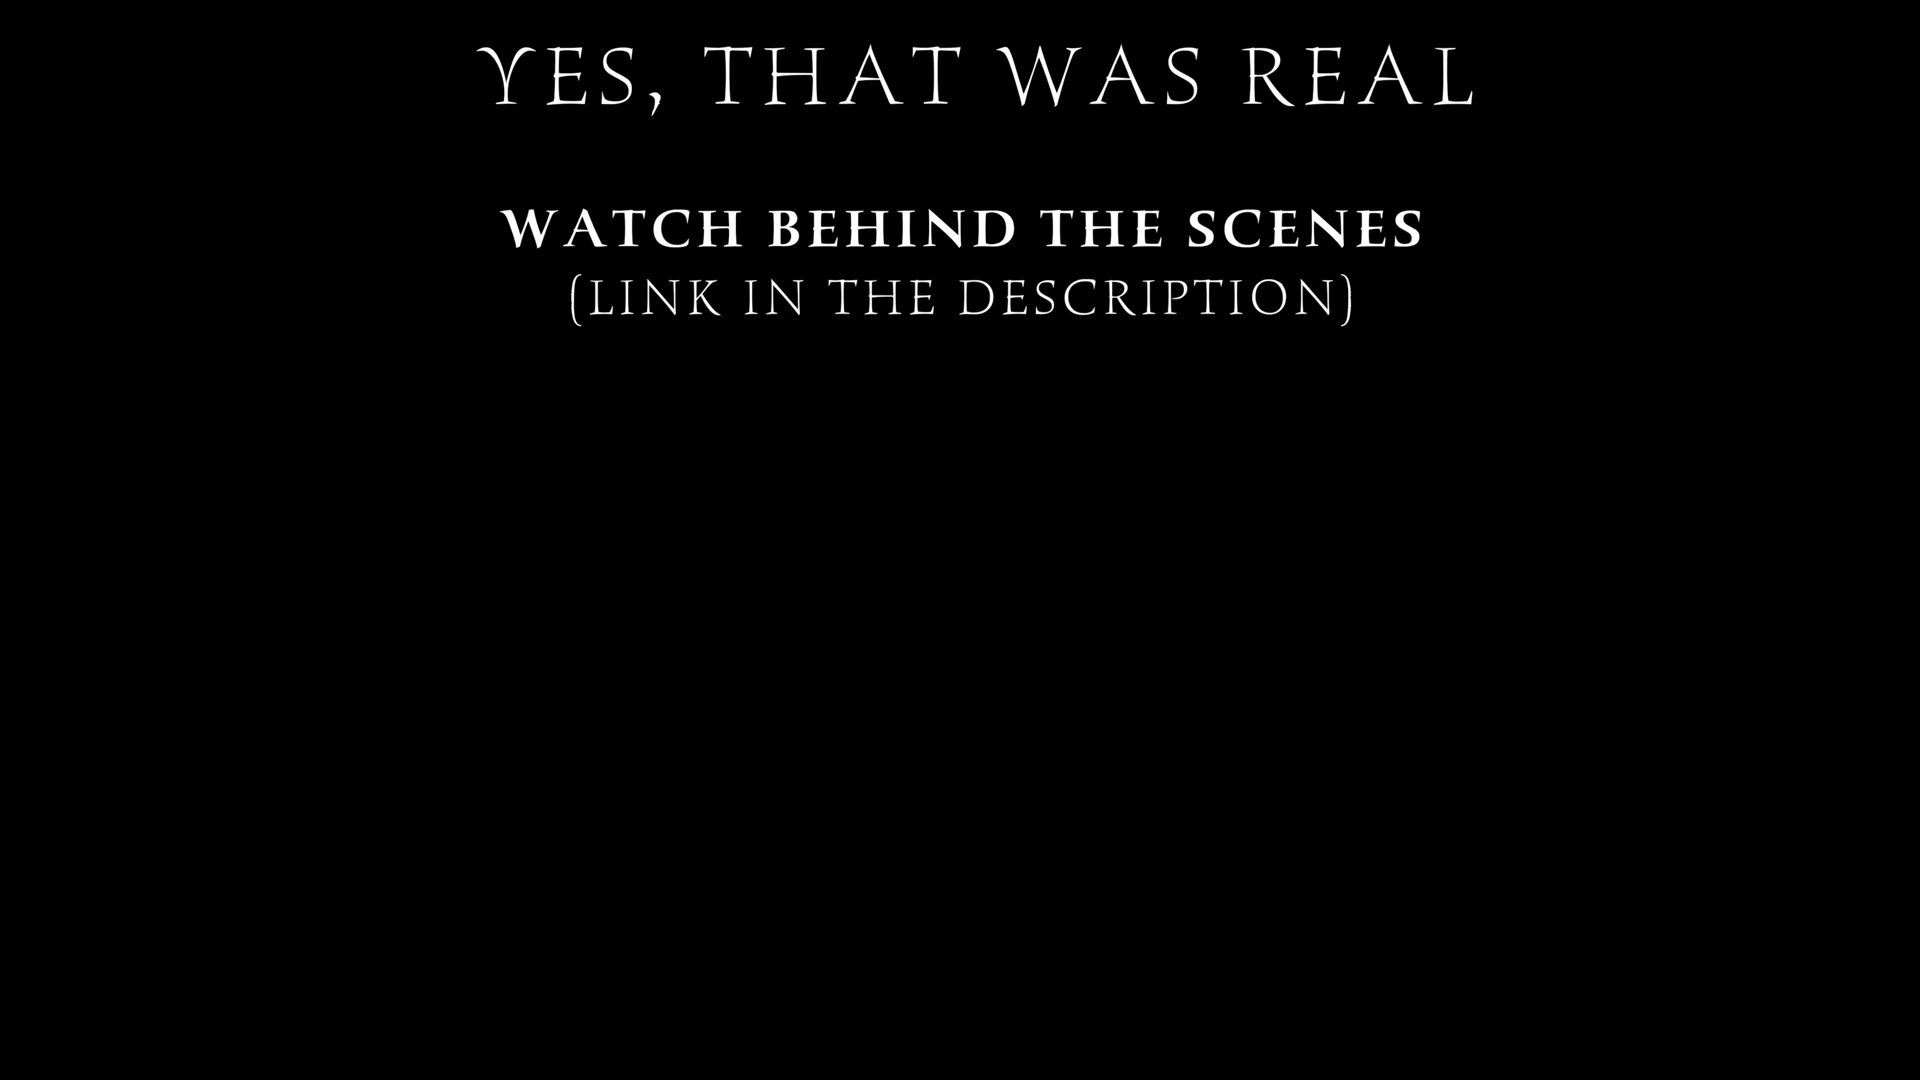 YES, THAT WAS REAL
WATCH BEHIND THE SCENES
(LINK IN THE DESCRIPTION)